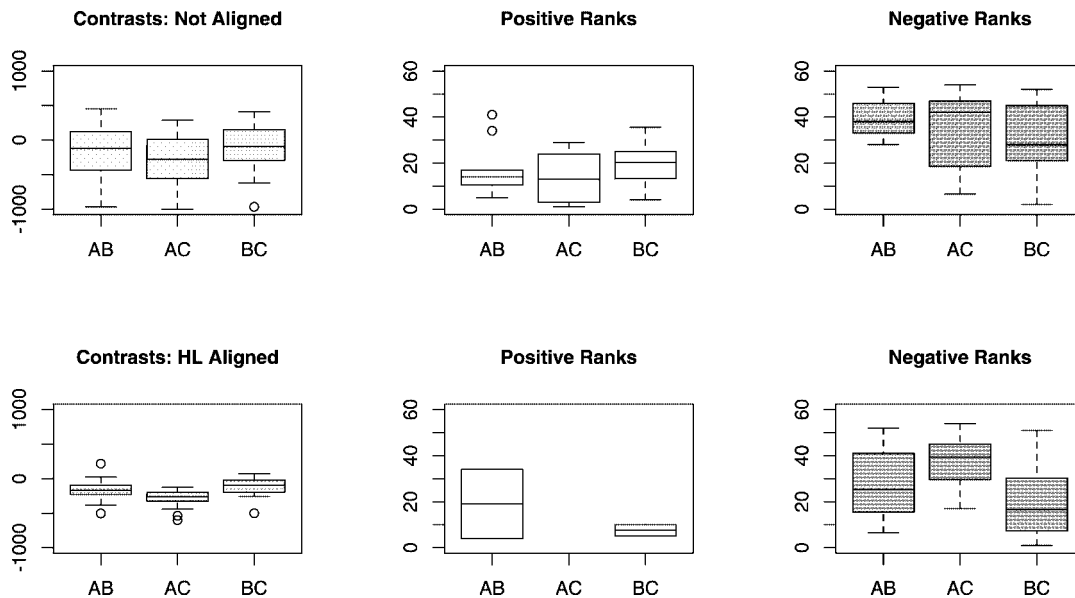 Contrasts: Not Aligned
1000
0
-1000
AB AC BC
Positive Ranks
60
40
20
0
AB AC BC
Negative Ranks
60
40
20
0
AB AC BC
Contrasts: HL Aligned
1000
0
-1000
AB AC BC
Positive Ranks
60
40
20
0
AB AC BC
Negative Ranks
60
40
20
0
AB AC BC